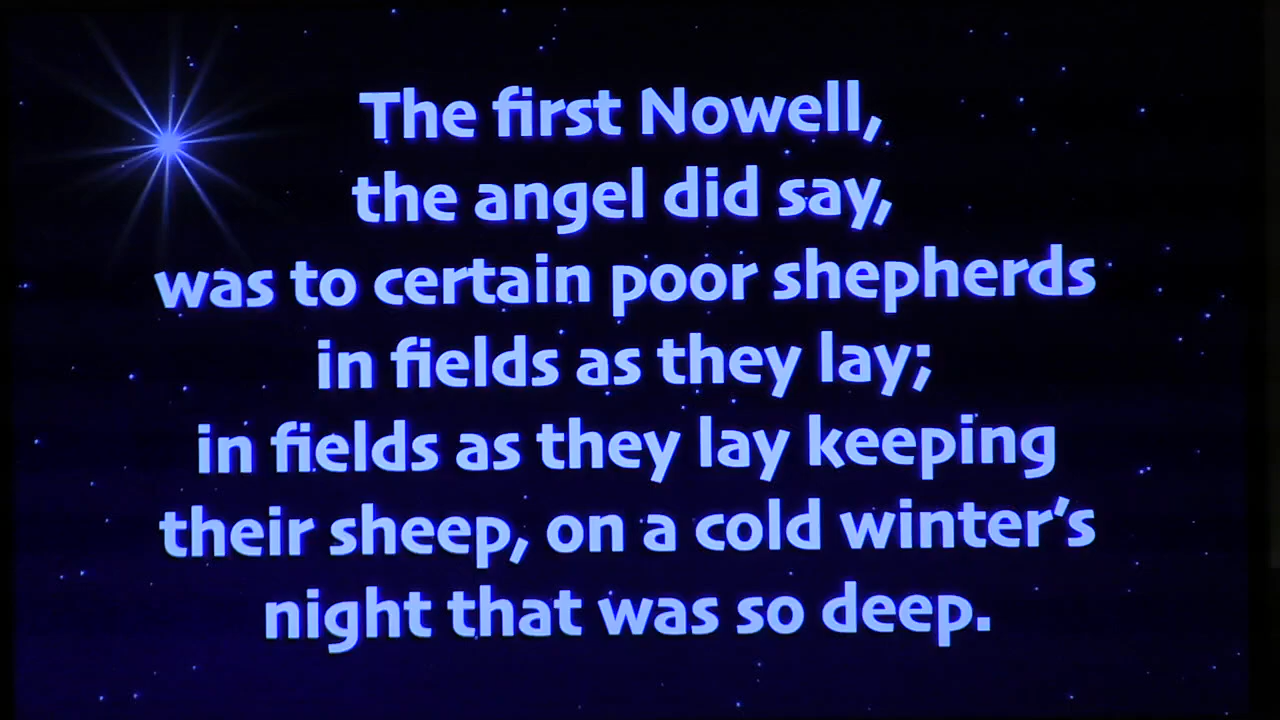 The first Nowell,
the angel did say,
was to certain poor shepherds
in fields as they lay;
in fields as they lay keeping
their sheep, on a cold winter’s
night that was so deep.